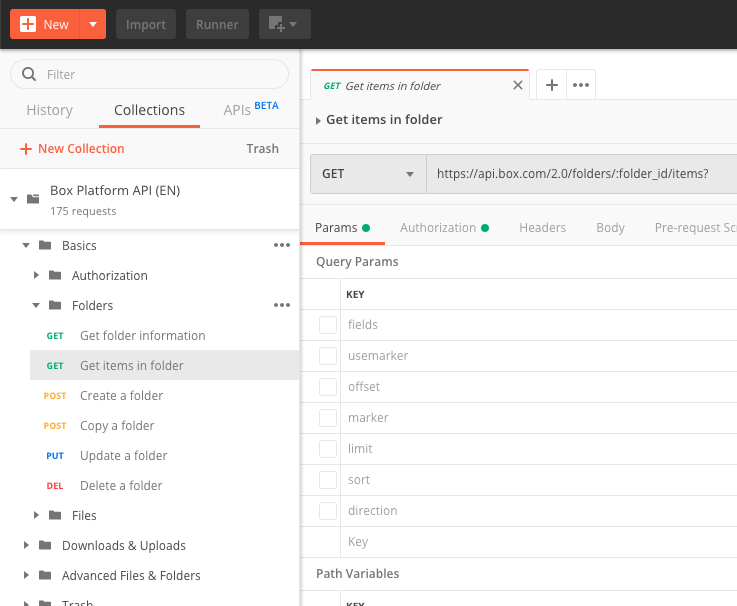 New Import Runner
Filter
History Collections APIs BETA
New Collection Trash
Box Platform API (EN)
175 requests
Basics
Authorization
Folders
GET Get folder information
GET Get items in folder
POST Create a folder
POST Copy a folder
PUT Update a folder
DEL Delete a folder
Files
Downloads & Uploads
Advanced Files & Folders
Trash
GET Get items in folder
Get items in folder
GET https://api.box.com/2.0/folders/:folder_id/items?
Params Authorization Headers Body Pre-request Sc
Query Params
KEY
fields
usemarker
offset
marker
limit
sort
direction
Key
Path Variables
KEY